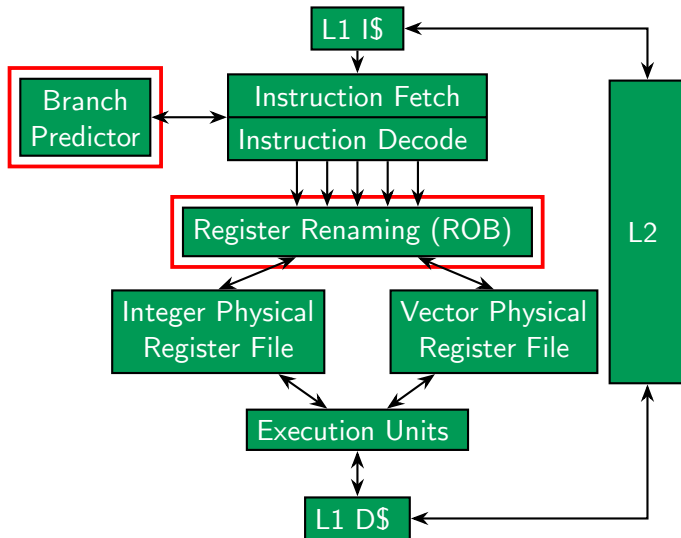 L1 I$
Branch
Predictor
Instruction Fetch
Instruction Decode
Register Renaming (ROB)
L2
Integer Physical
Register File
Vector Physical
Register File
Execution Units
L1 D$